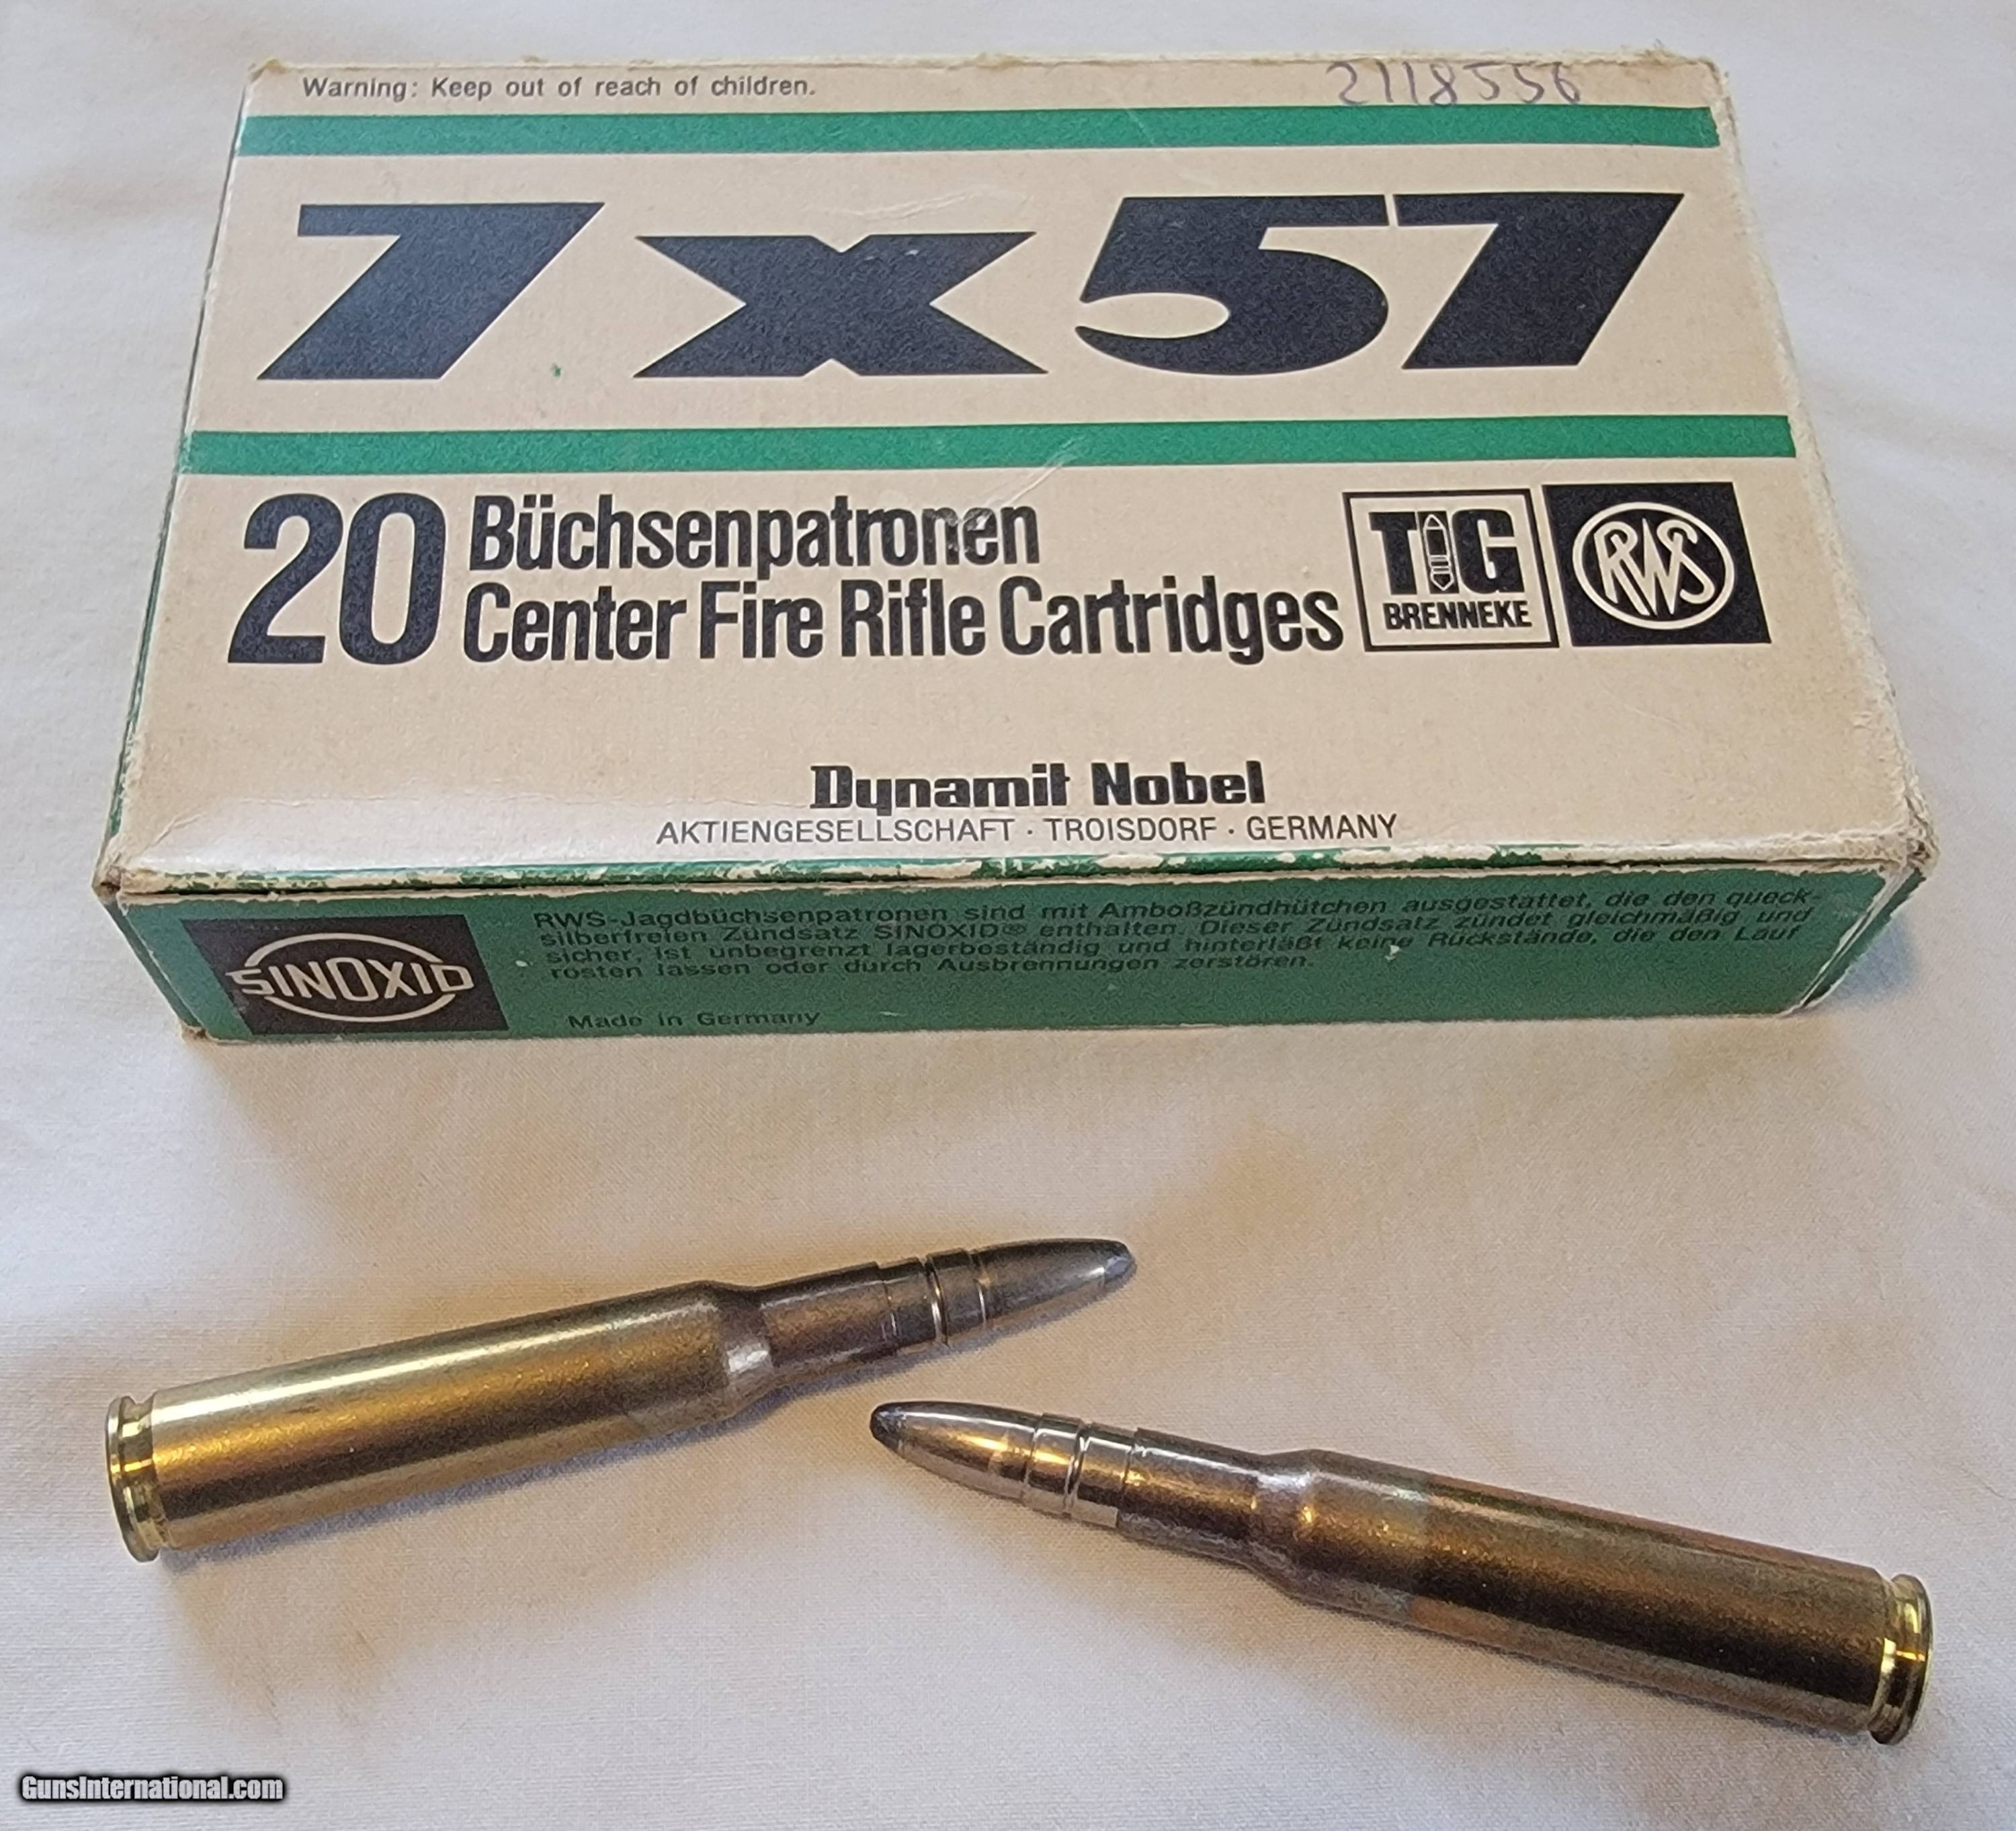 Warning: Keep out of reach of children.
2118556
7x57
20 Büchsenpatronen
Center Fire Rifle Cartridges
TIG
BRENNEKE
RWS
Dynamit Nobel
AKTIENGESELLSCHAFT · TROISDORF · GERMANY
SINOXID
RWS-Jagdbüchsenpatronen sind mit Amboßzündhütchen ausgestattet, die den queck-
silberfreien Zündsatz SINOXID® enthalten. Dieser Zündsatz zündet gleichmäßig und
sicher, ist unbegrenzt lagerbeständig und hinterläßt keine Rückstände, die den Lauf
rosten lassen oder durch Ausbrennungen zerstören.
Made in Germany
GunsInternational.com